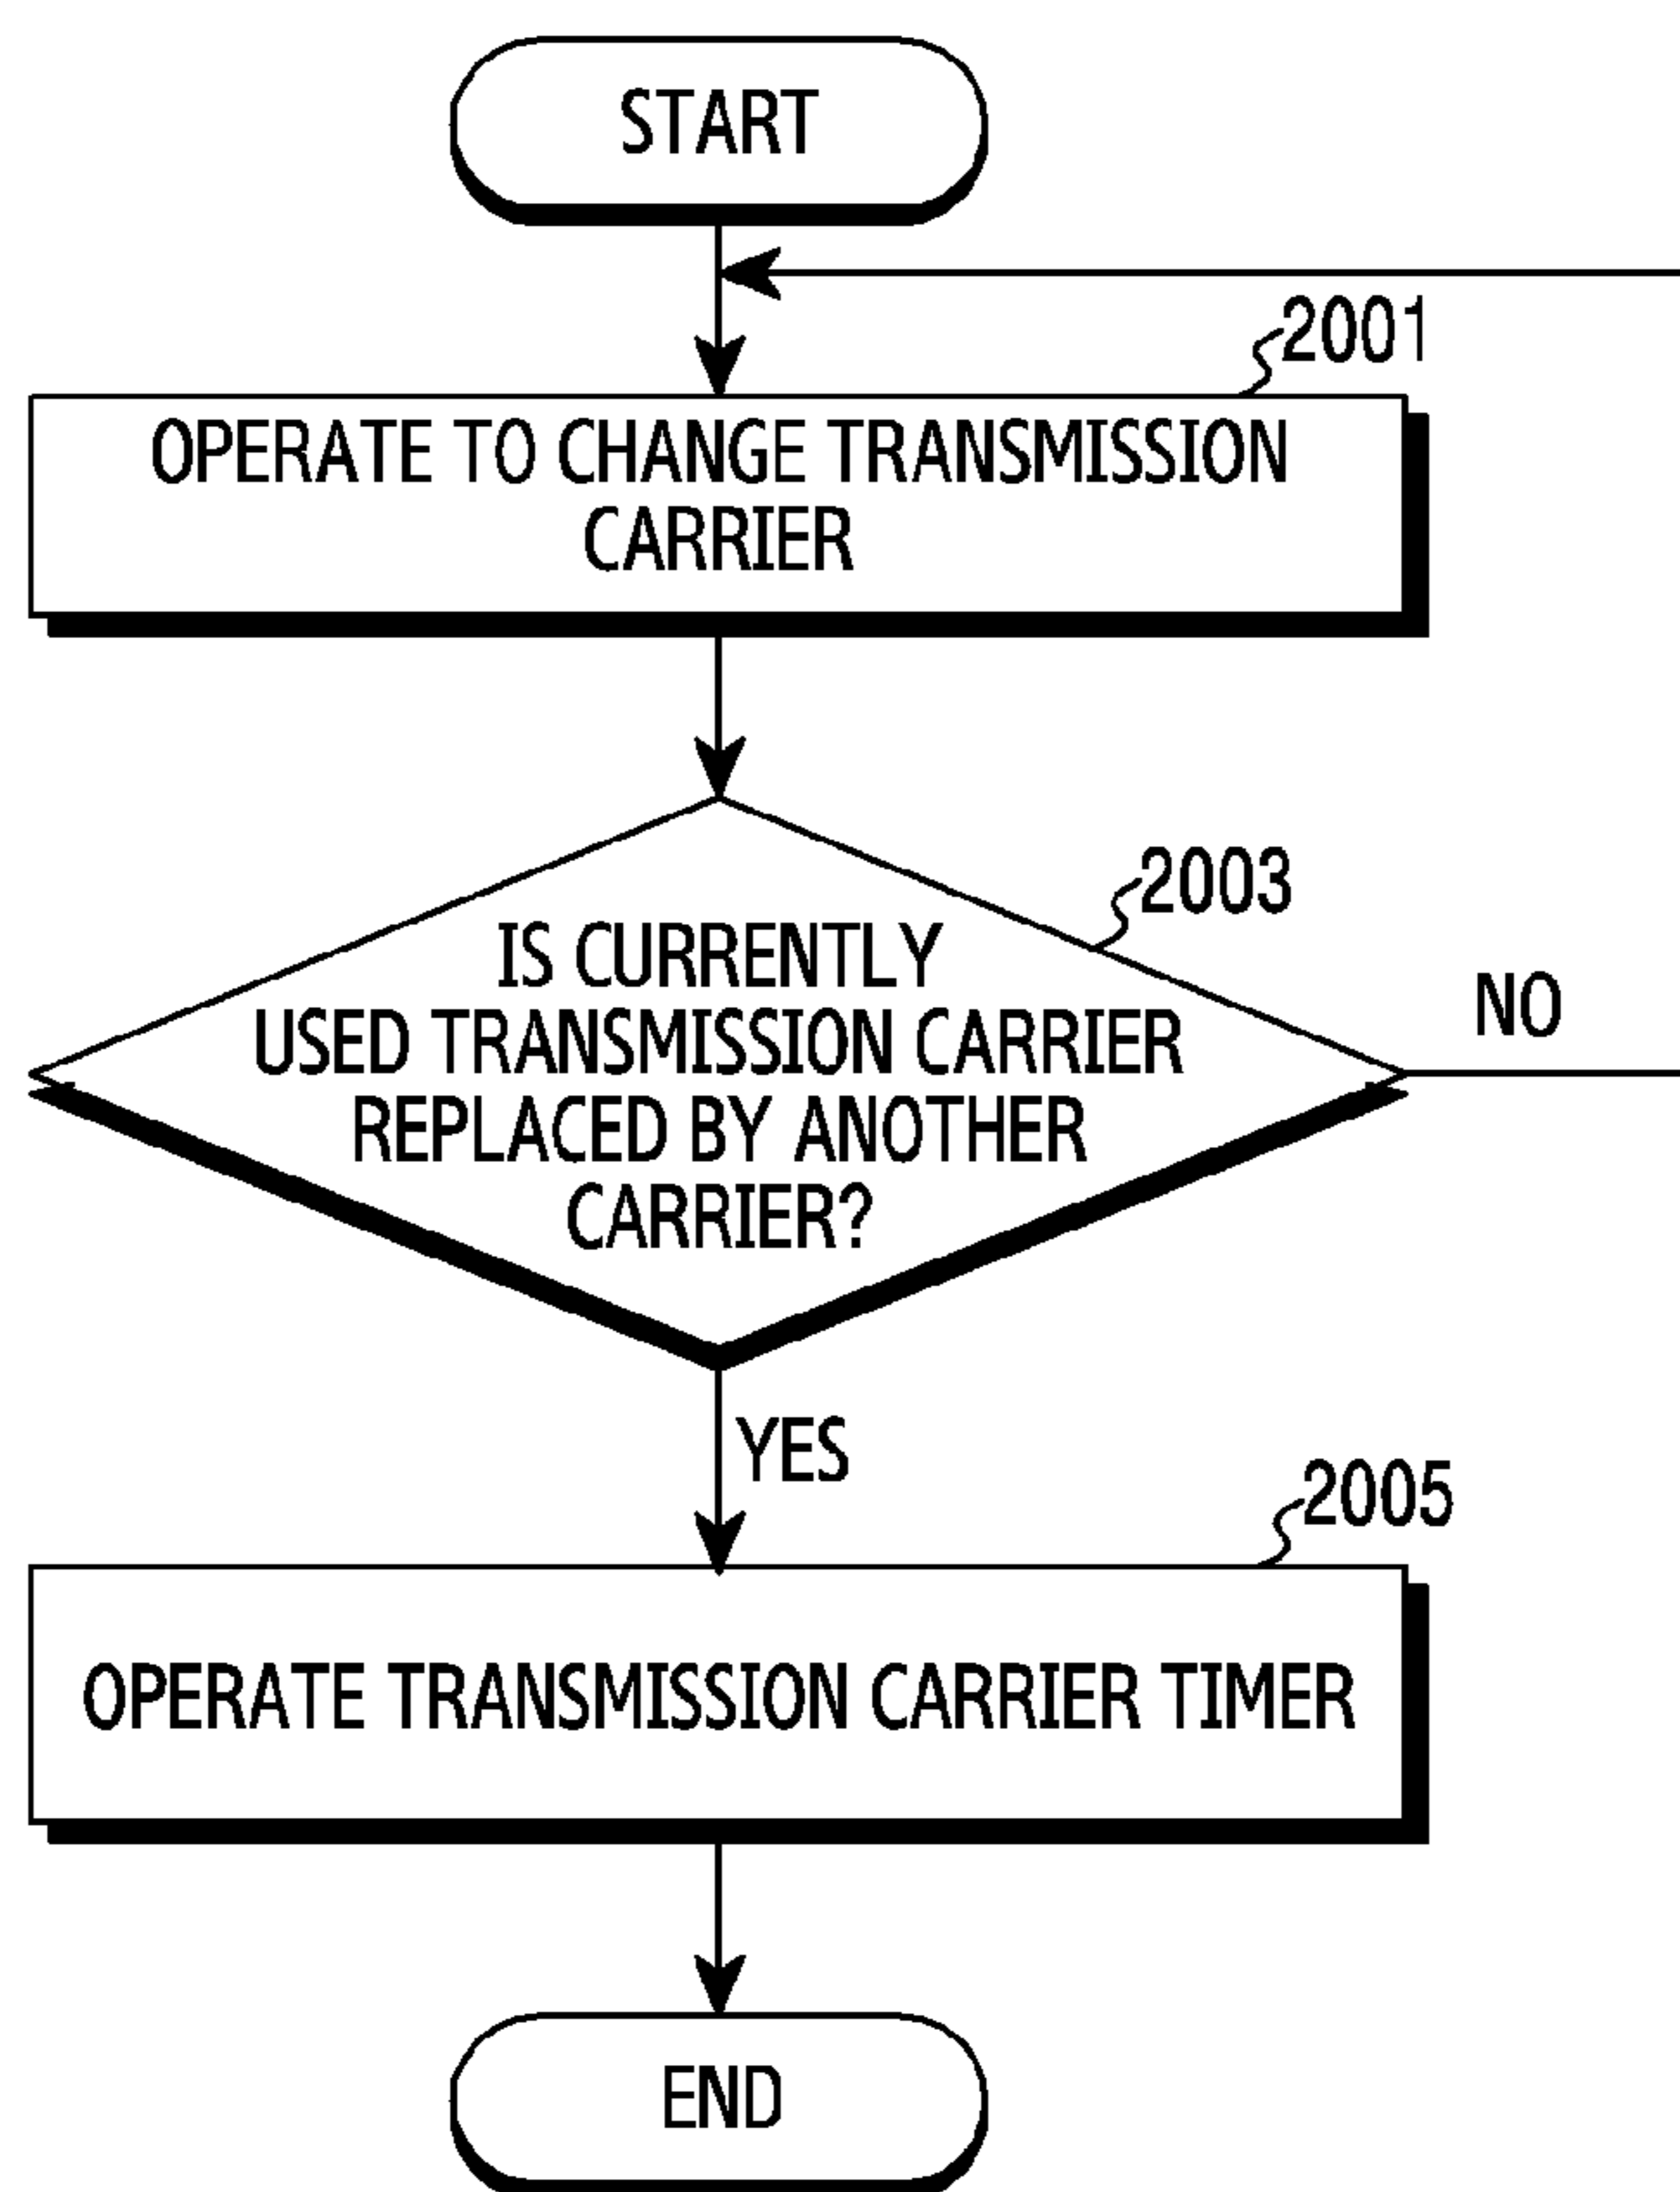 START
2001
OPERATE TO CHANGE TRANSMISSION
CARRIER
2003
IS CURRENTLY
USED TRANSMISSION CARRIER
REPLACED BY ANOTHER
CARRIER?
NO
YES
2005
OPERATE TRANSMISSION CARRIER TIMER
END